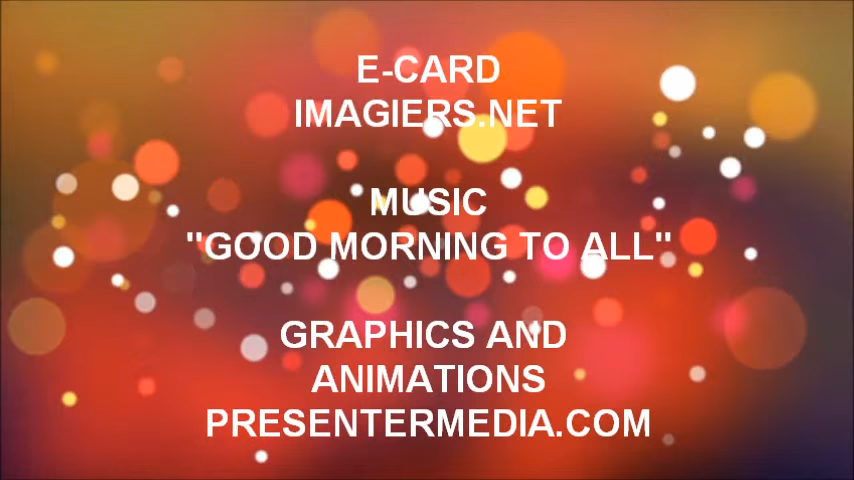 E-CARD
IMAGIERS.NET
MUSIC
"GOOD MORNING TO ALL"
GRAPHICS AND
ANIMATIONS
PRESENTERMEDIA.COM